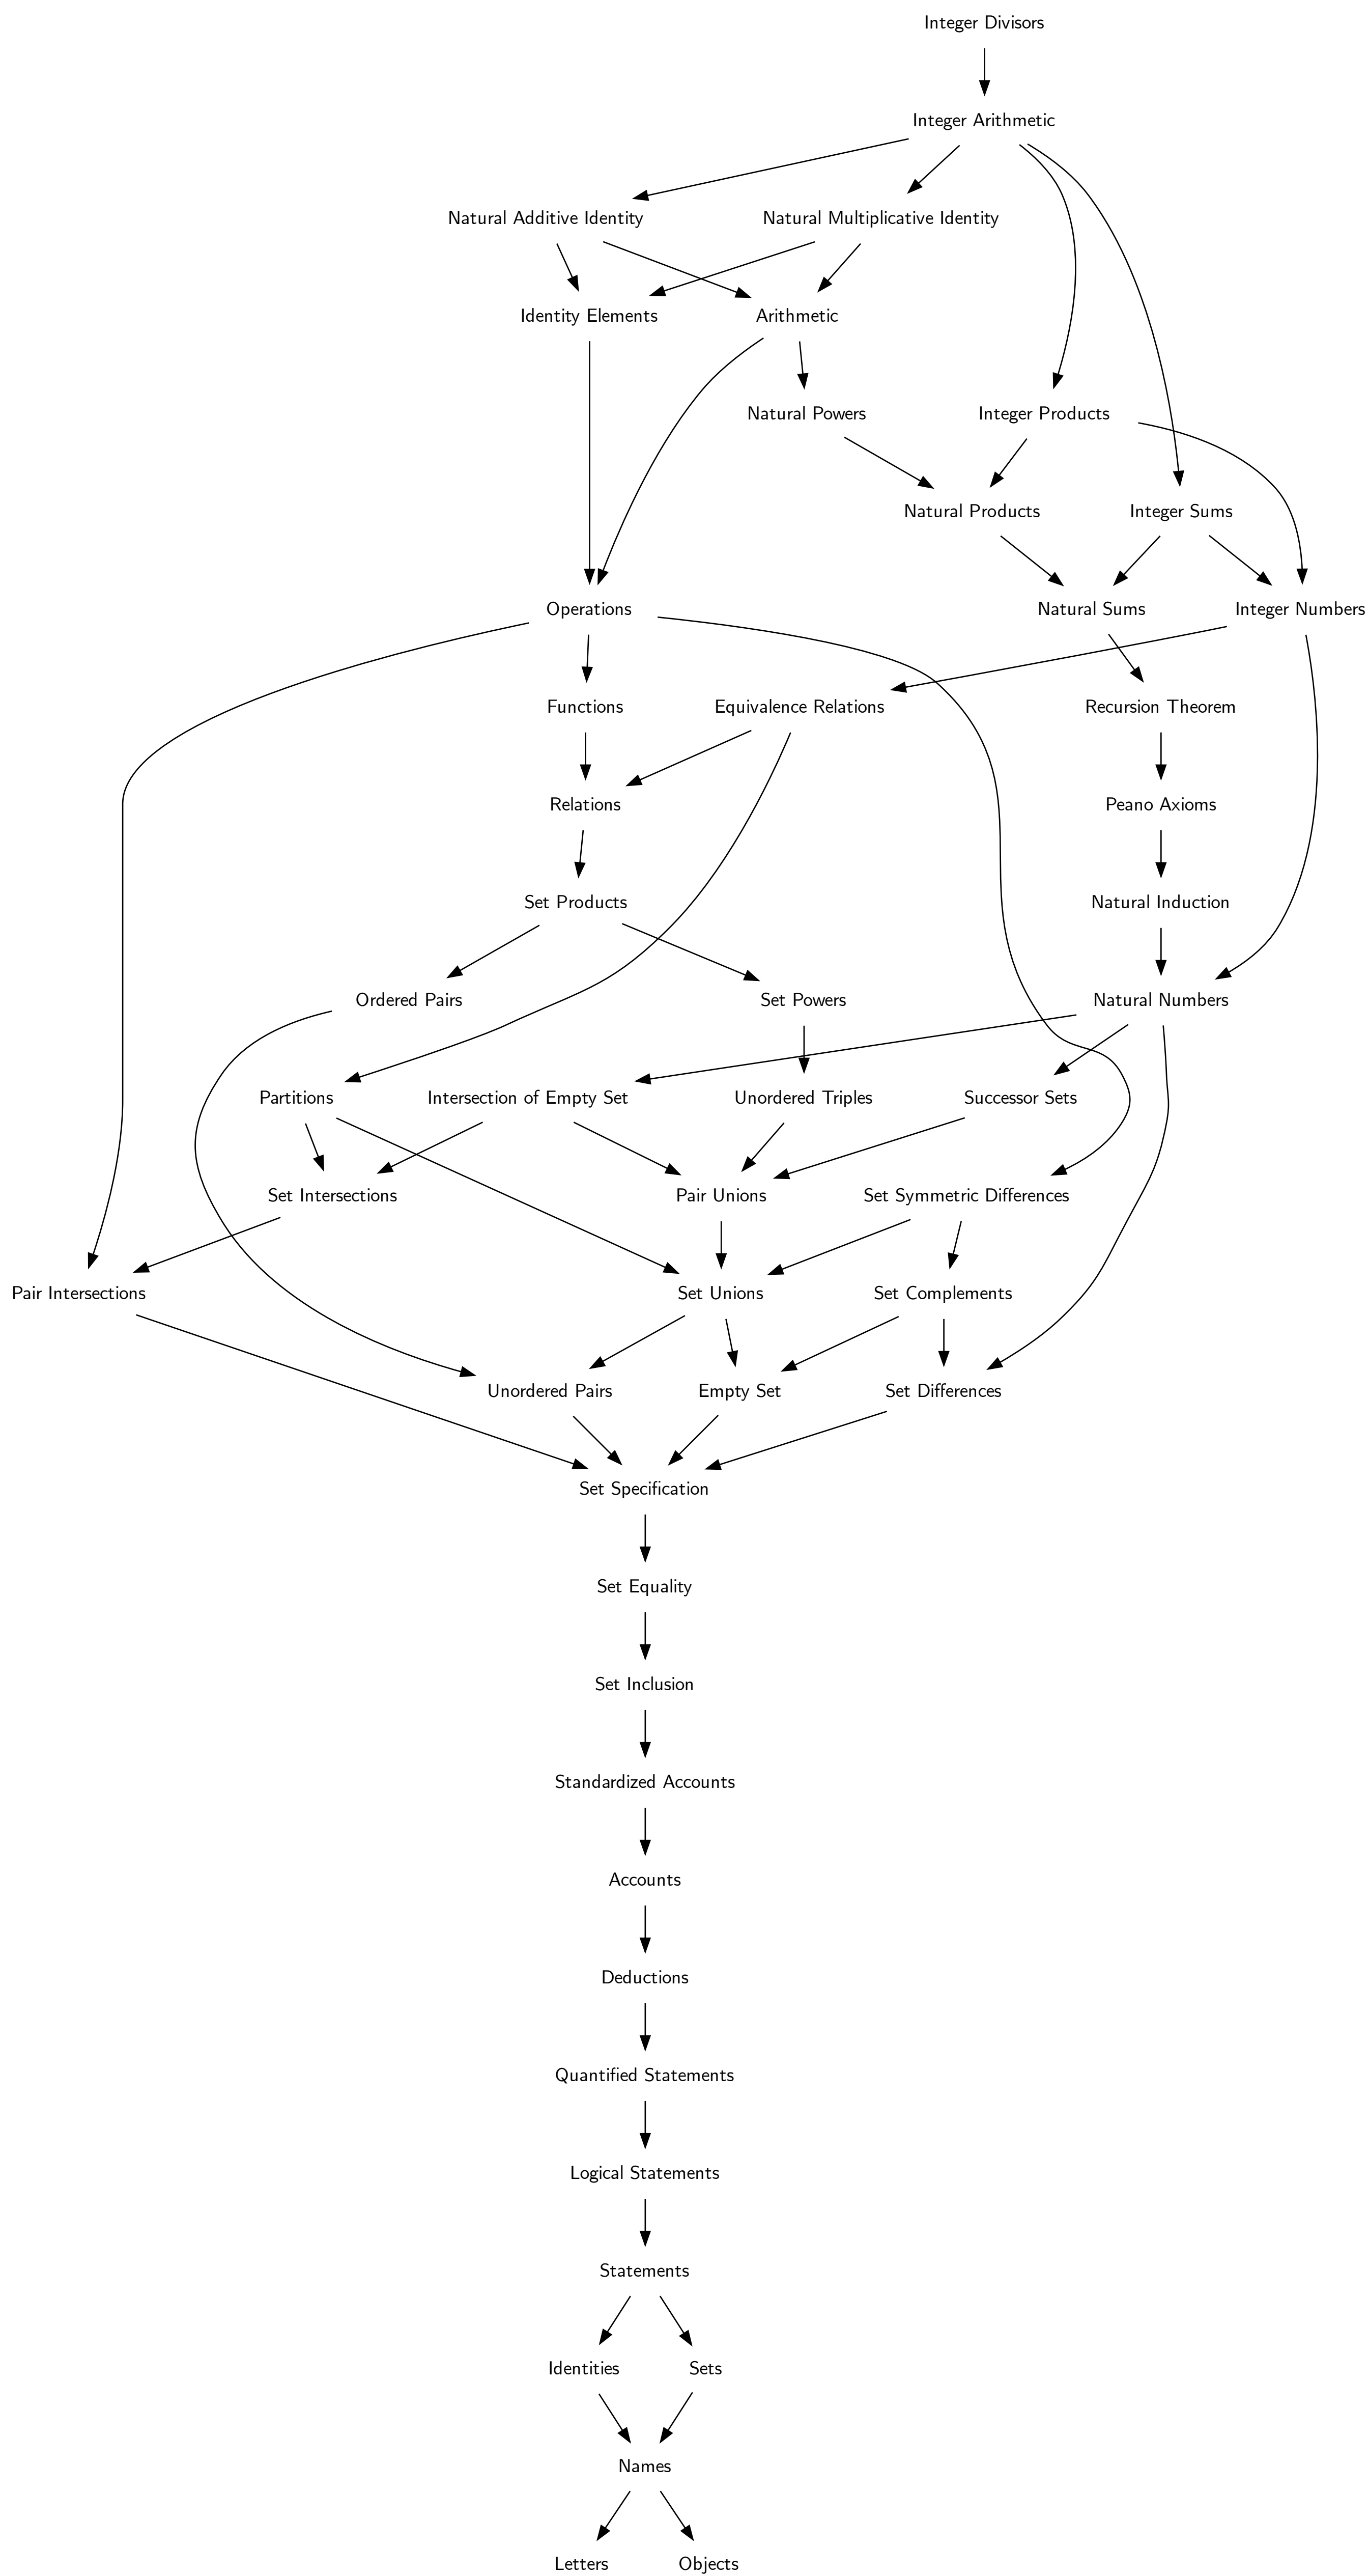 Integer Divisors
Integer Arithmetic
Natural Additive Identity
Natural Multiplicative Identity
Identity Elements
Arithmetic
Natural Powers
Integer Products
Natural Products
Integer Sums
Operations
Natural Sums
Integer Numbers
Functions
Equivalence Relations
Recursion Theorem
Relations
Peano Axioms
Set Products
Natural Induction
Ordered Pairs
Set Powers
Natural Numbers
Partitions
Intersection of Empty Set
Unordered Triples
Successor Sets
Set Intersections
Pair Unions
Set Symmetric Differences
Pair Intersections
Set Unions
Set Complements
Unordered Pairs
Empty Set
Set Differences
Set Specification
Set Equality
Set Inclusion
Standardized Accounts
Accounts
Deductions
Quantified Statements
Logical Statements
Statements
Identities
Sets
Names
Letters
Objects